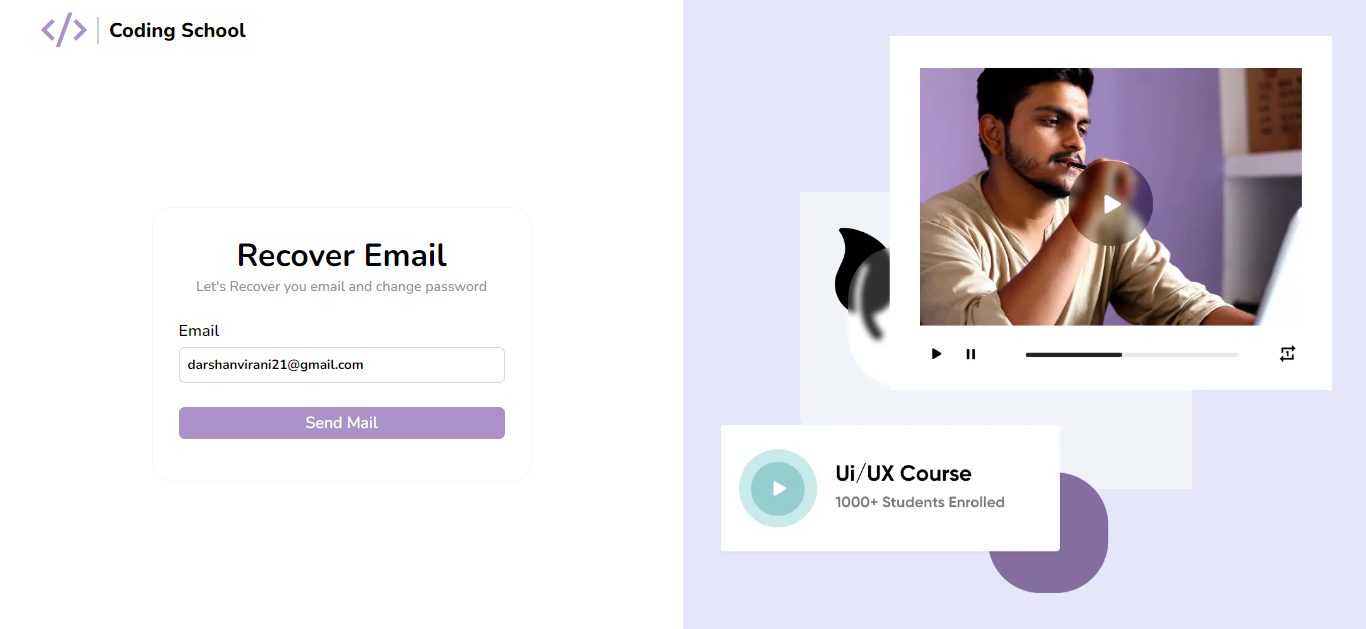 Coding School
Recover Email
Let's Recover you email and change password
Email
darshanvirani21@gmail.com
Send Mail
Ui/UX Course
1000+ Students Enrolled